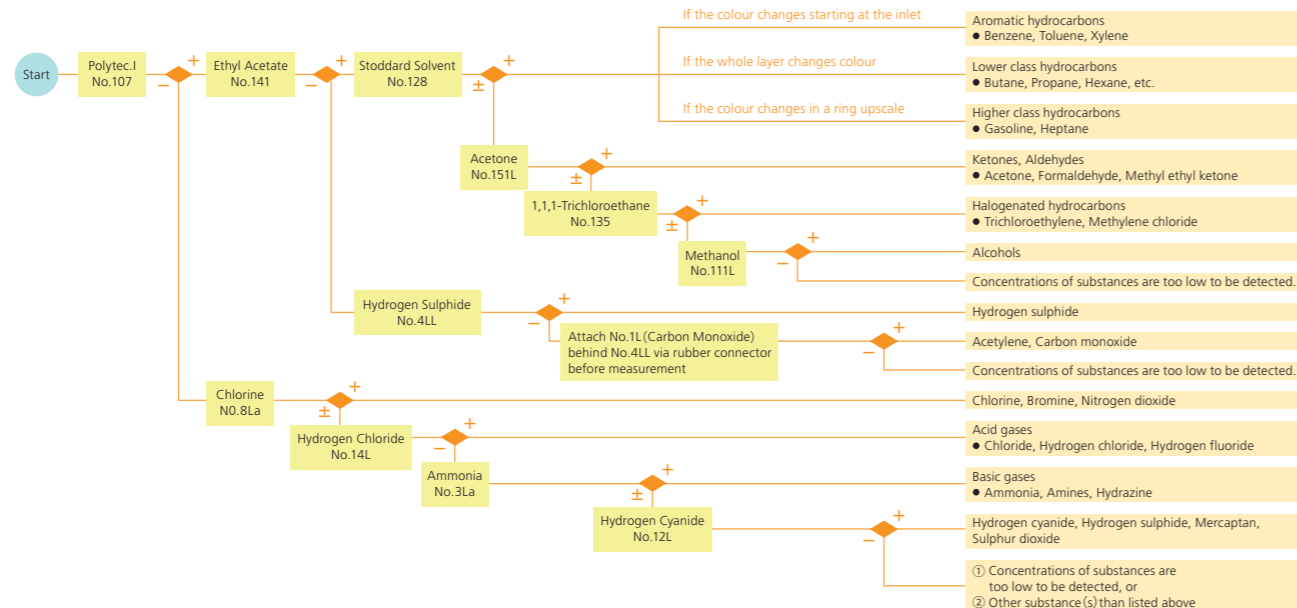 Start
Polytec.I
No.107
+
−
Ethyl Acetate
No.141
+
−
Stoddard Solvent
No.128
+
±
If the colour changes starting at the inlet
Aromatic hydrocarbons
● Benzene, Toluene, Xylene
If the whole layer changes colour
Lower class hydrocarbons
● Butane, Propane, Hexane, etc.
If the colour changes in a ring upscale
Higher class hydrocarbons
● Gasoline, Heptane
Acetone
No.151L
+
±
Ketones, Aldehydes
● Acetone, Formaldehyde, Methyl ethyl ketone
1,1,1-Trichloroethane
No.135
+
±
Halogenated hydrocarbons
● Trichloroethylene, Methylene chloride
Methanol
No.111L
+
−
Alcohols
Concentrations of substances are too low to be detected.
Hydrogen Sulphide
No.4LL
+
−
Hydrogen sulphide
Attach No.1L (Carbon Monoxide)
behind No.4LL via rubber connector
before measurement
+
−
Acetylene, Carbon monoxide
Concentrations of substances are too low to be detected.
Chlorine
N0.8La
+
±
Chlorine, Bromine, Nitrogen dioxide
Hydrogen Chloride
No.14L
+
−
Acid gases
● Chloride, Hydrogen chloride, Hydrogen fluoride
Ammonia
No.3La
+
±
Basic gases
● Ammonia, Amines, Hydrazine
Hydrogen Cyanide
No.12L
+
−
Hydrogen cyanide, Hydrogen sulphide, Mercaptan,
Sulphur dioxide
① Concentrations of substances are
too low to be detected, or
② Other substance(s) than listed above